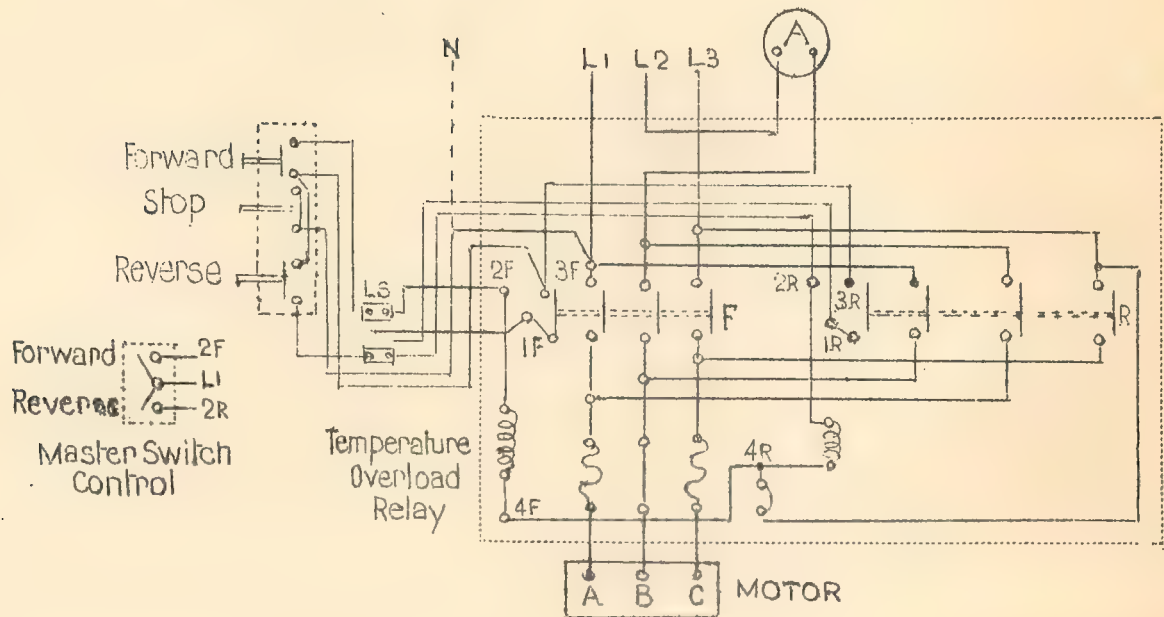 A
N
L1 L2 L3
Forward
Stop
Reverse
LS
2F
3F
F
1F
2R
3R
1R
R
Forward
2F
L1
Reverse
2R
Master Switch
Control
Temperature
Overload
Relay
4R
4F
A B C
MOTOR